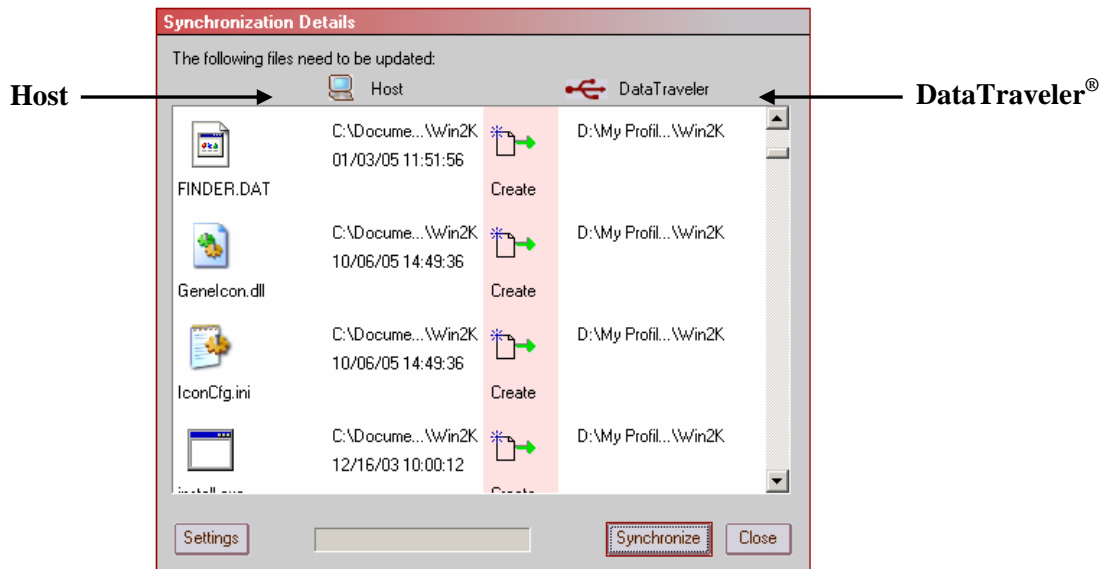 Synchronization Details
The following files need to be updated:
Host
Host
DataTraveler
DataTraveler®
C:\Docume...\Win2K
D:\My Profil...\Win2K
01/03/05 11:51:56
FINDER.DAT
Create
C:\Docume...\Win2K
D:\My Profil...\Win2K
10/06/05 14:49:36
GeneIcon.dll
Create
C:\Docume...\Win2K
D:\My Profil...\Win2K
10/06/05 14:49:36
IconCfg.ini
Create
C:\Docume...\Win2K
D:\My Profil...\Win2K
12/16/03 10:00:12
Settings
Synchronize
Close